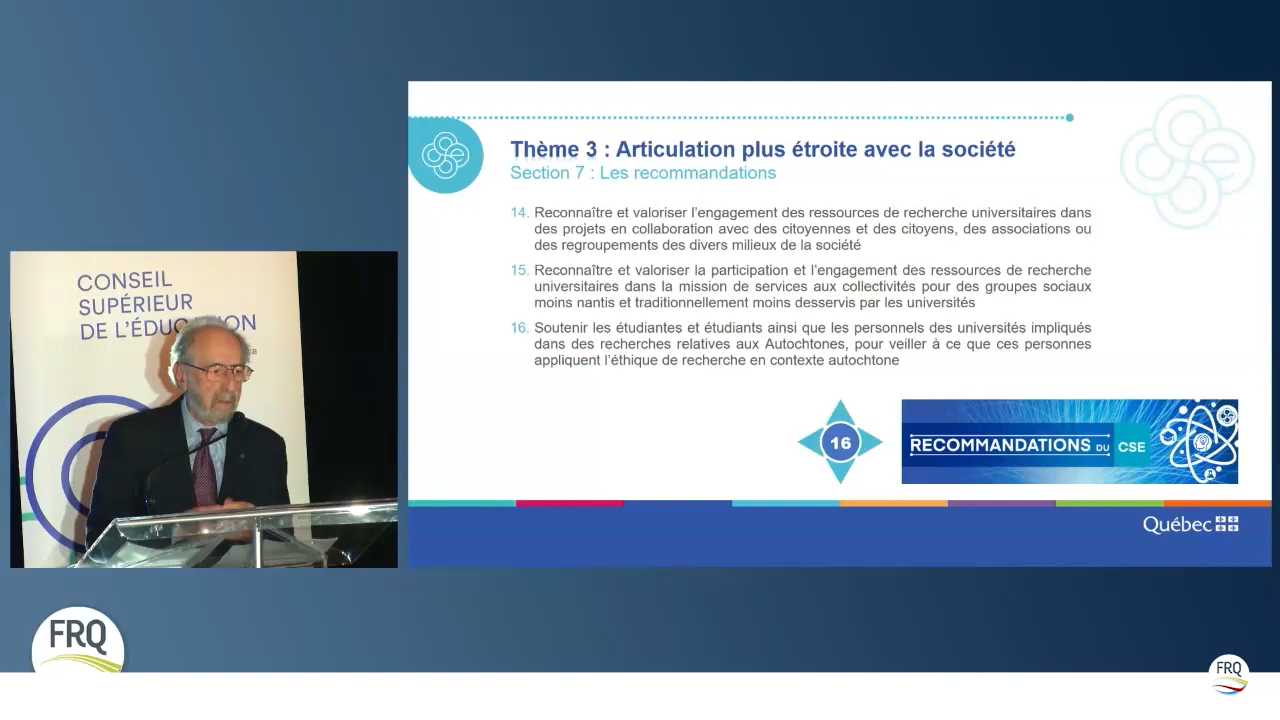 Thème 3 : Articulation plus étroite avec la société
Section 7 : Les recommandations
14. Reconnaître et valoriser l'engagement des ressources de recherche universitaires dans
des projets en collaboration avec des citoyennes et des citoyens, des associations ou
des regroupements des divers milieux de la société
15. Reconnaître et valoriser la participation et l'engagement des ressources de recherche
universitaires dans la mission de services aux collectivités pour des groupes sociaux
moins nantis et traditionnellement moins desservis par les universités
16. Soutenir les étudiantes et étudiants ainsi que les personnels des universités impliqués
dans des recherches relatives aux Autochtones, pour veiller à ce que ces personnes
appliquent l'éthique de recherche en contexte autochtone
16
RECOMMANDATIONS DU CSE
Québec
CONSEIL
SUPÉRIEUR
DE L'ÉDUCATION
FRQ
FRQ